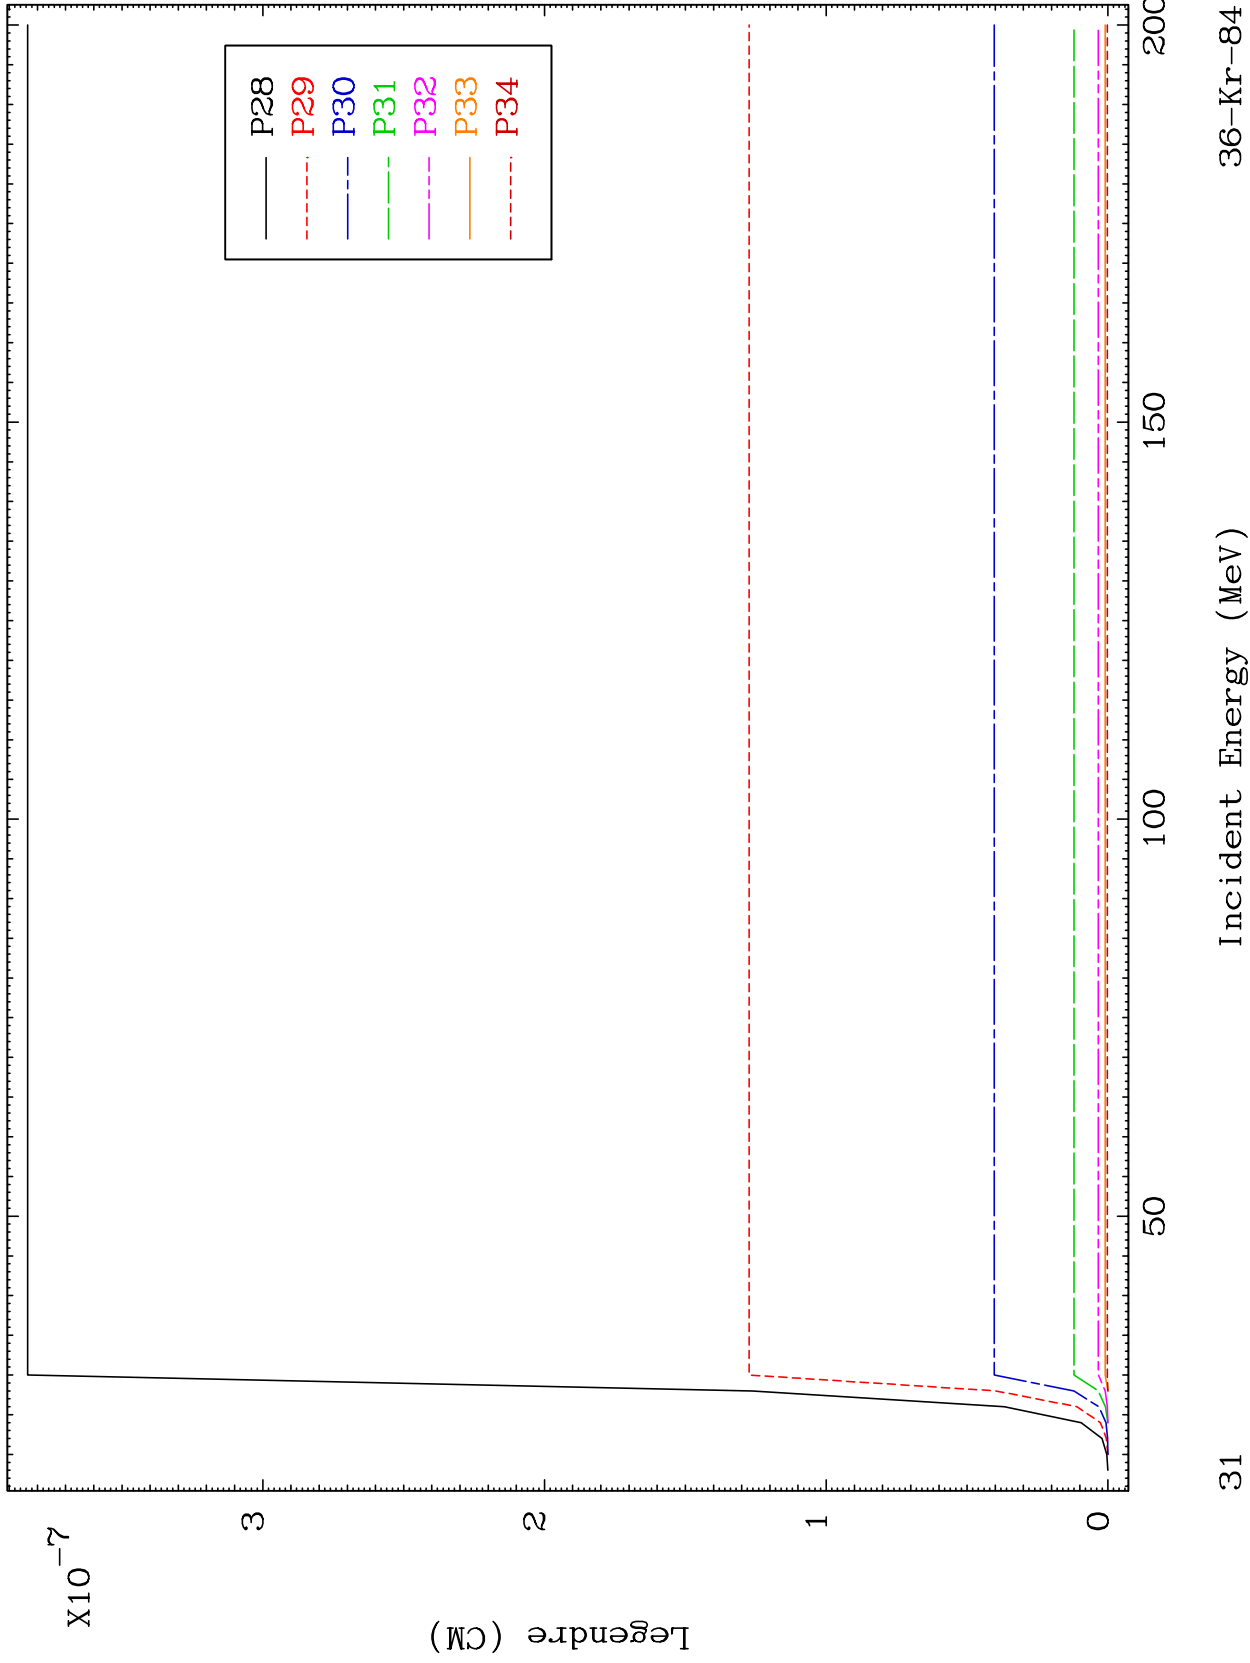 X10
-7
Legendre (CM)
3
2
1
0
P28
P29
P30
P31
P32
P33
P34
50
100
150
200
31
Incident Energy (MeV)
36-Kr-84